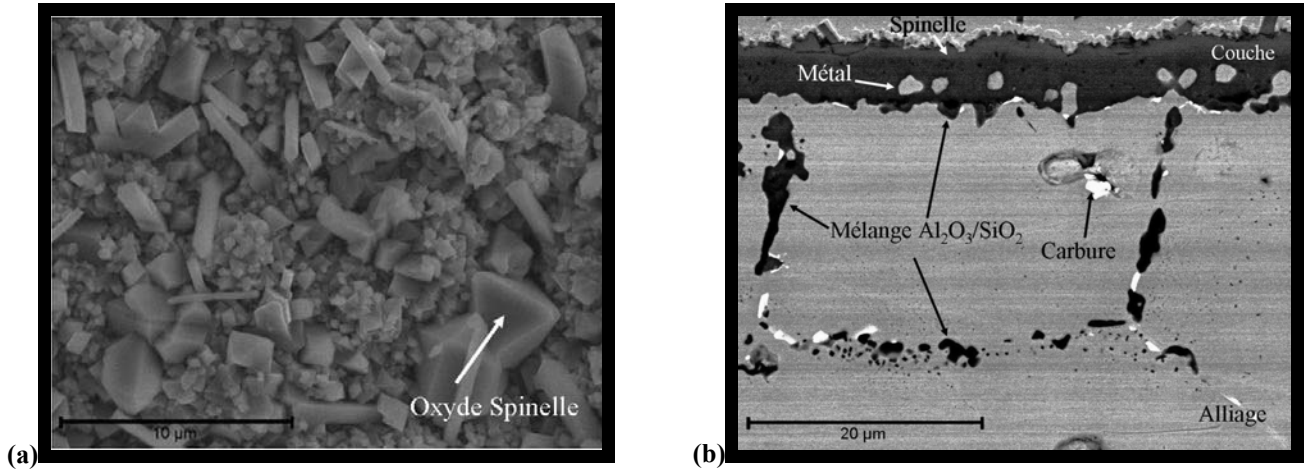 Oxyde Spinelle
10 µm
(a)
Spinelle
Couche
Métal
Mélange Al₂O₃/SiO₂
Carbure
Alliage
20 µm
(b)